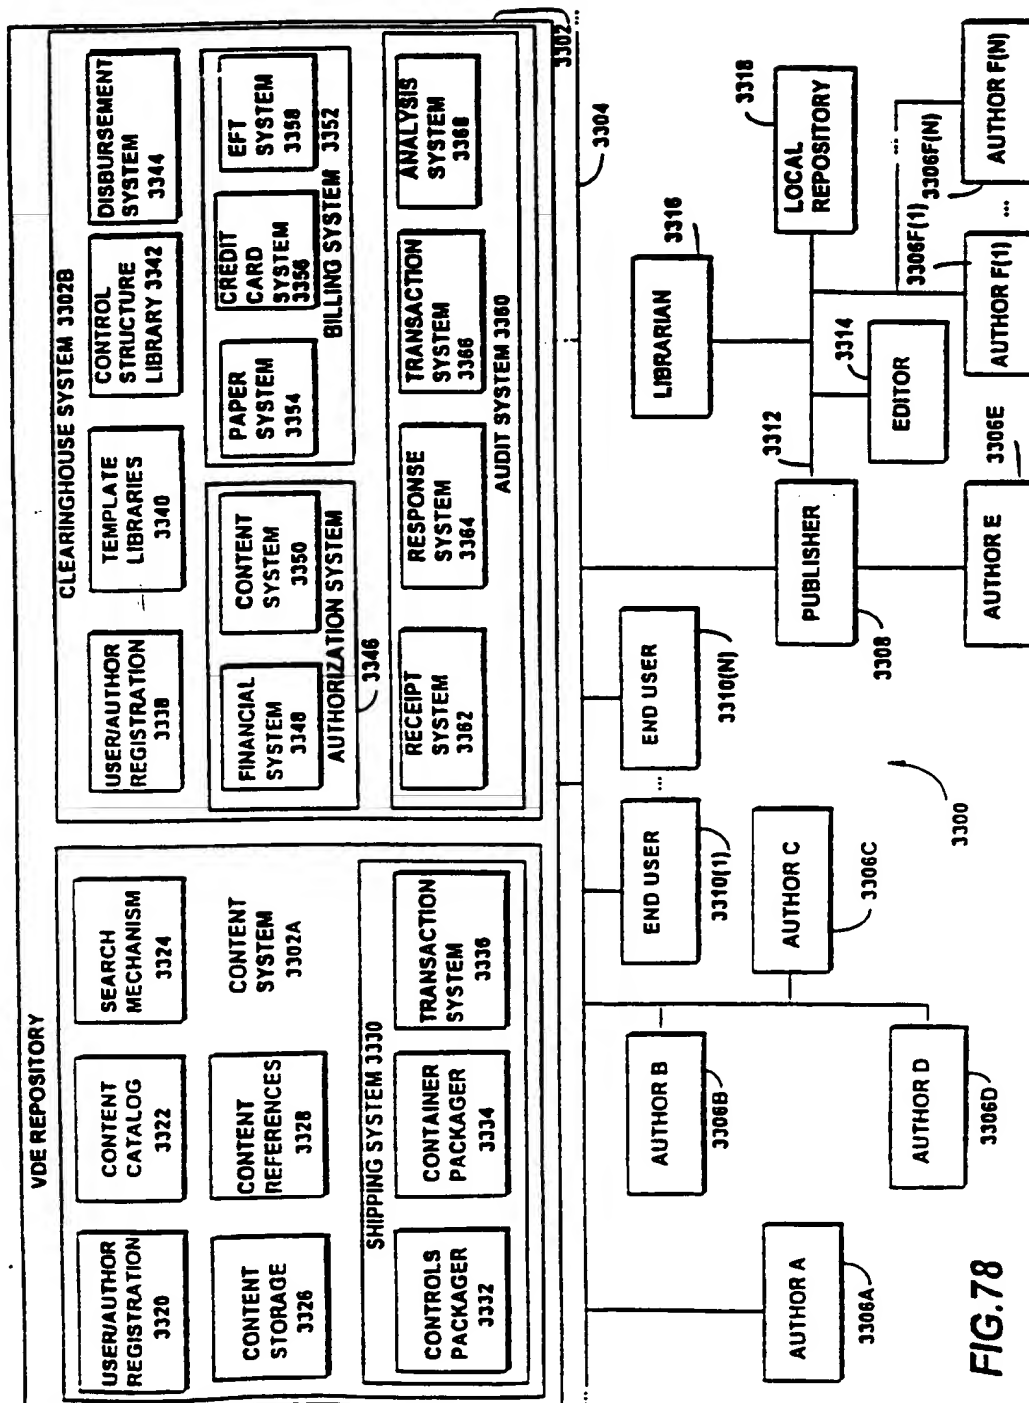 VDE REPOSITORY
USER/AUTHOR
REGISTRATION
3320
CONTENT
CATALOG
3322
SEARCH
MECHANISM
3324
CONTENT
STORAGE
3326
CONTENT
REFERENCES
3328
CONTENT
SYSTEM
3302A
SHIPPING SYSTEM 3330
CONTROLS
PACKAGER
3332
CONTAINER
PACKAGER
3334
TRANSACTION
SYSTEM
3336
CLEARINGHOUSE SYSTEM 3302B
USER/AUTHOR
REGISTRATION
3338
TEMPLATE
LIBRARIES
3340
CONTROL
STRUCTURE
LIBRARY 3342
DISBURSEMENT
SYSTEM
3344
FINANCIAL
SYSTEM
3348
CONTENT
SYSTEM
3350
AUTHORIZATION SYSTEM
3346
PAPER
SYSTEM
3354
CREDIT
CARD
SYSTEM
3356
EFT
SYSTEM
3358
BILLING SYSTEM 3352
RECEIPT
SYSTEM
3362
RESPONSE
SYSTEM
3364
TRANSACTION
SYSTEM
3366
ANALYSIS
SYSTEM
3368
AUDIT SYSTEM 3360
3302
...
...
3304
...
AUTHOR A
3306A
AUTHOR B
3306B
AUTHOR C
3306C
AUTHOR D
3306D
END USER
3310(1)
...
END USER
3310(N)
3300
PUBLISHER
3308
3312
AUTHOR E
3306E
EDITOR
3314
LIBRARIAN
3316
LOCAL
REPOSITORY
3318
AUTHOR F(1)
3306F(1)
...
...
AUTHOR F(N)
3306F(N)
FIG.78